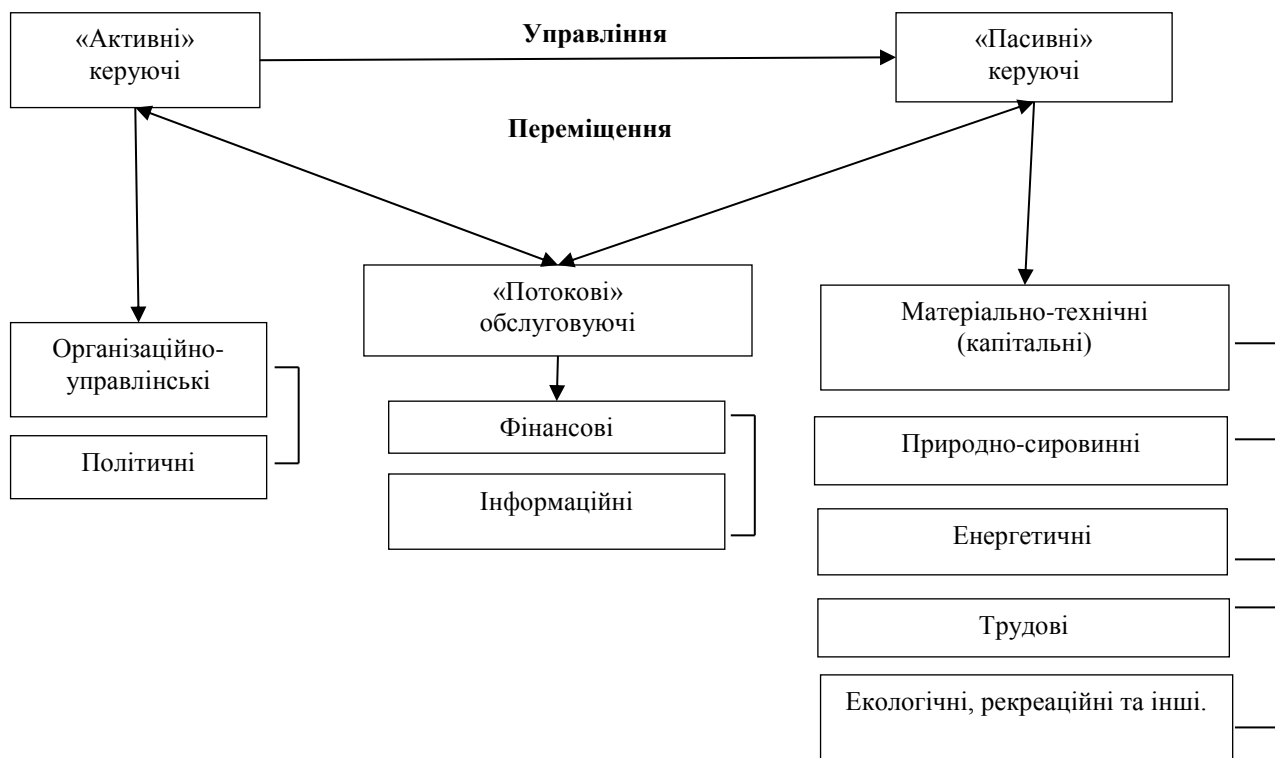 «Активні»
керуючі
Управління
«Пасивні»
керуючі
Переміщення
«Потокові»
обслуговуючі
Матеріально-технічні
(капітальні)
Організаційно-
управлінські
Фінансові
Природно-сировинні
Політичні
Інформаційні
Енергетичні
Трудові
Екологічні, рекреаційні та інші.